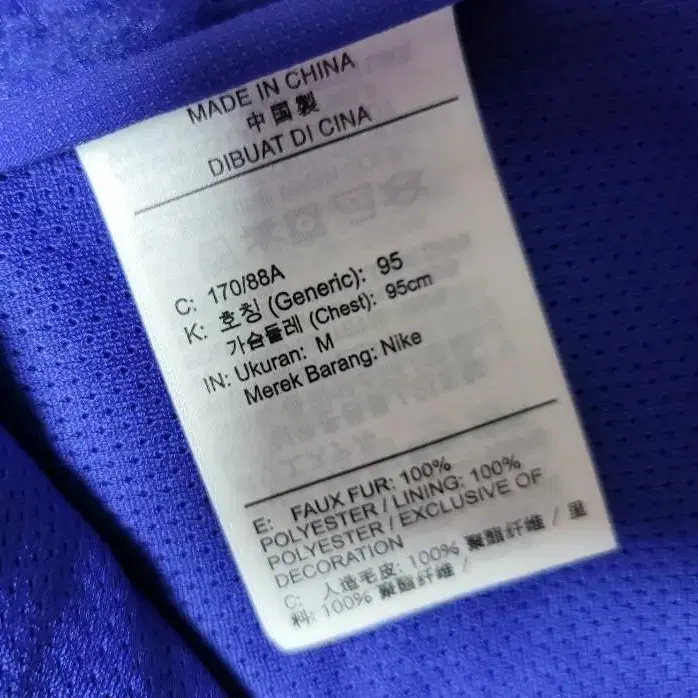 MADE IN CHINA
中国製
DIBUAT DI CINA
C: 170/88A
K: 호칭 (Generic): 95
가슴둘레 (Chest): 95cm
IN: Ukuran: M
Merek Barang: Nike
E: FAUX FUR: 100%
POLYESTER / LINING: 100%
POLYESTER / EXCLUSIVE OF
DECORATION
C: 人造毛皮: 100% 聚酯纤维 / 里
料: 100% 聚酯纤维 /